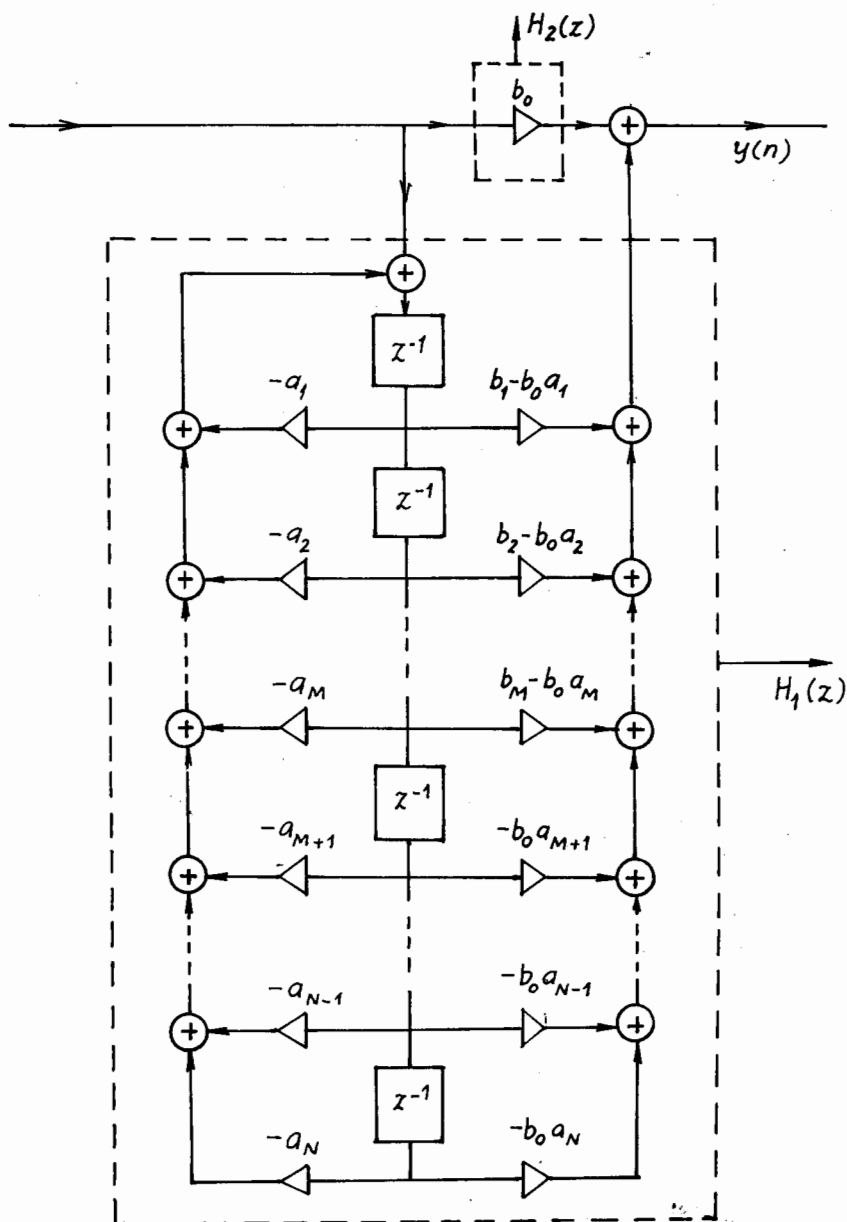 H₂(z)
b₀
+
y(n)
+
z⁻¹
-a₁ b₁-b₀a₁
+ +
z⁻¹
-a₂ b₂-b₀a₂
+ +
-a_M b_M-b₀a_M
+ +
H₁(z)
z⁻¹
-a_{M+1} -b₀a_{M+1}
+ +
-a_{N-1} -b₀a_{N-1}
+ +
z⁻¹
-a_N -b₀a_N